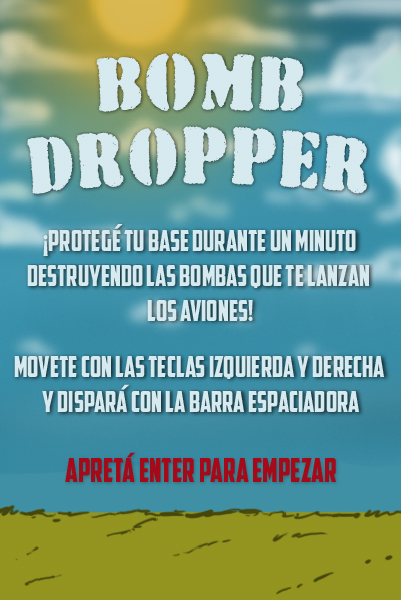 BOMB
DROPPER
¡PROTEGÉ TU BASE DURANTE UN MINUTO
DESTRUYENDO LAS BOMBAS QUE TE LANZAN
LOS AVIONES!
MOVETE CON LAS TECLAS IZQUIERDA Y DERECHA
Y DISPARÁ CON LA BARRA ESPACIADORA
APRETÁ ENTER PARA EMPEZAR